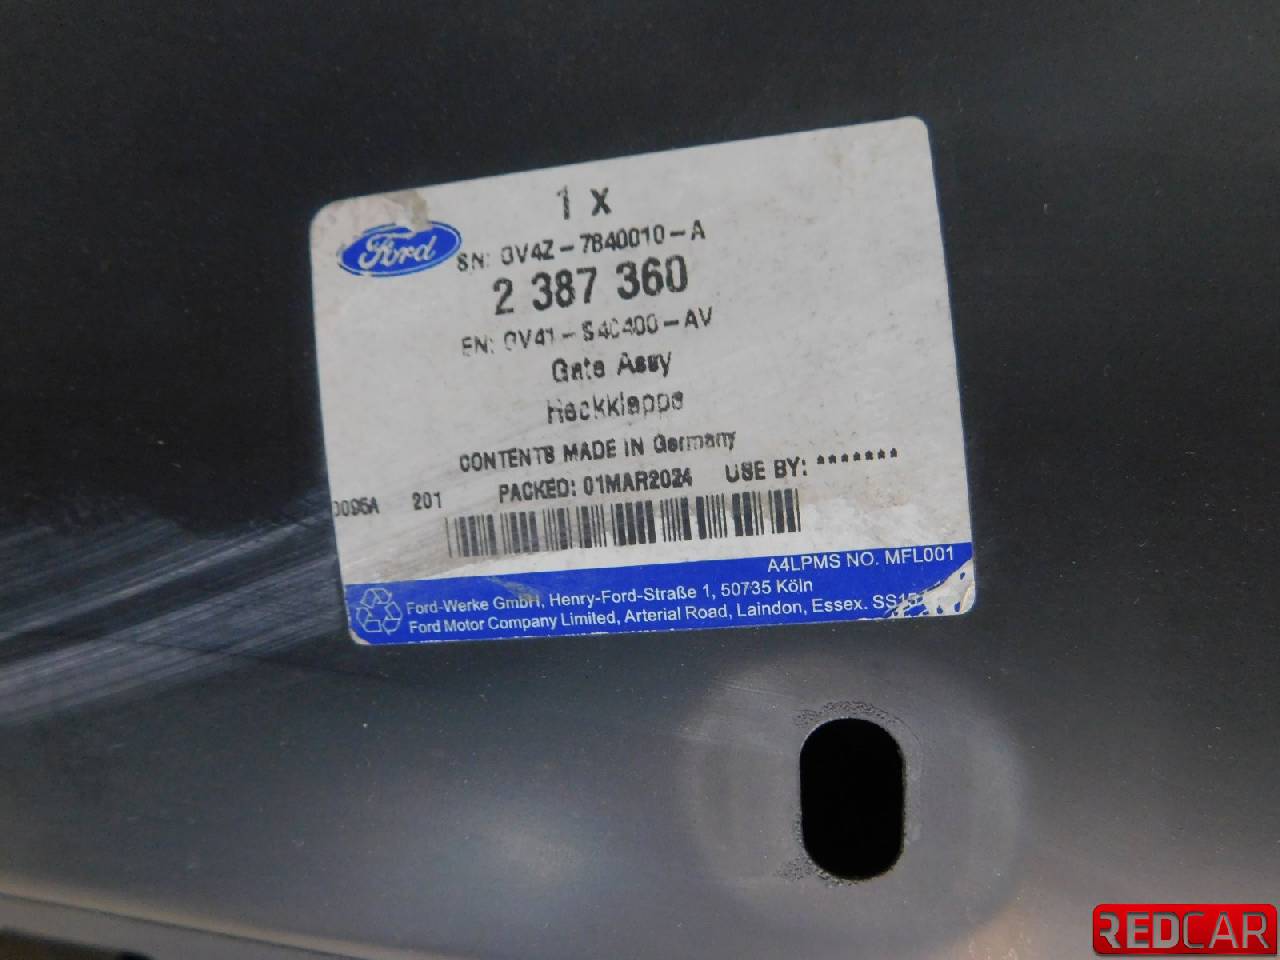 1 X
Ford
SN: GV4Z-7840010-A
2 387 360
EN: GV41-S40400-AV
Gate Assy
Heckklappe
CONTENTS MADE IN Germany
PACKED: 01MAR2024 USE BY: *******
0095A 201
A4LPMS NO. MFL001
Ford-Werke GmbH, Henry-Ford-Straße 1, 50735 Köln
Ford Motor Company Limited, Arterial Road, Laindon, Essex.
REDCAR